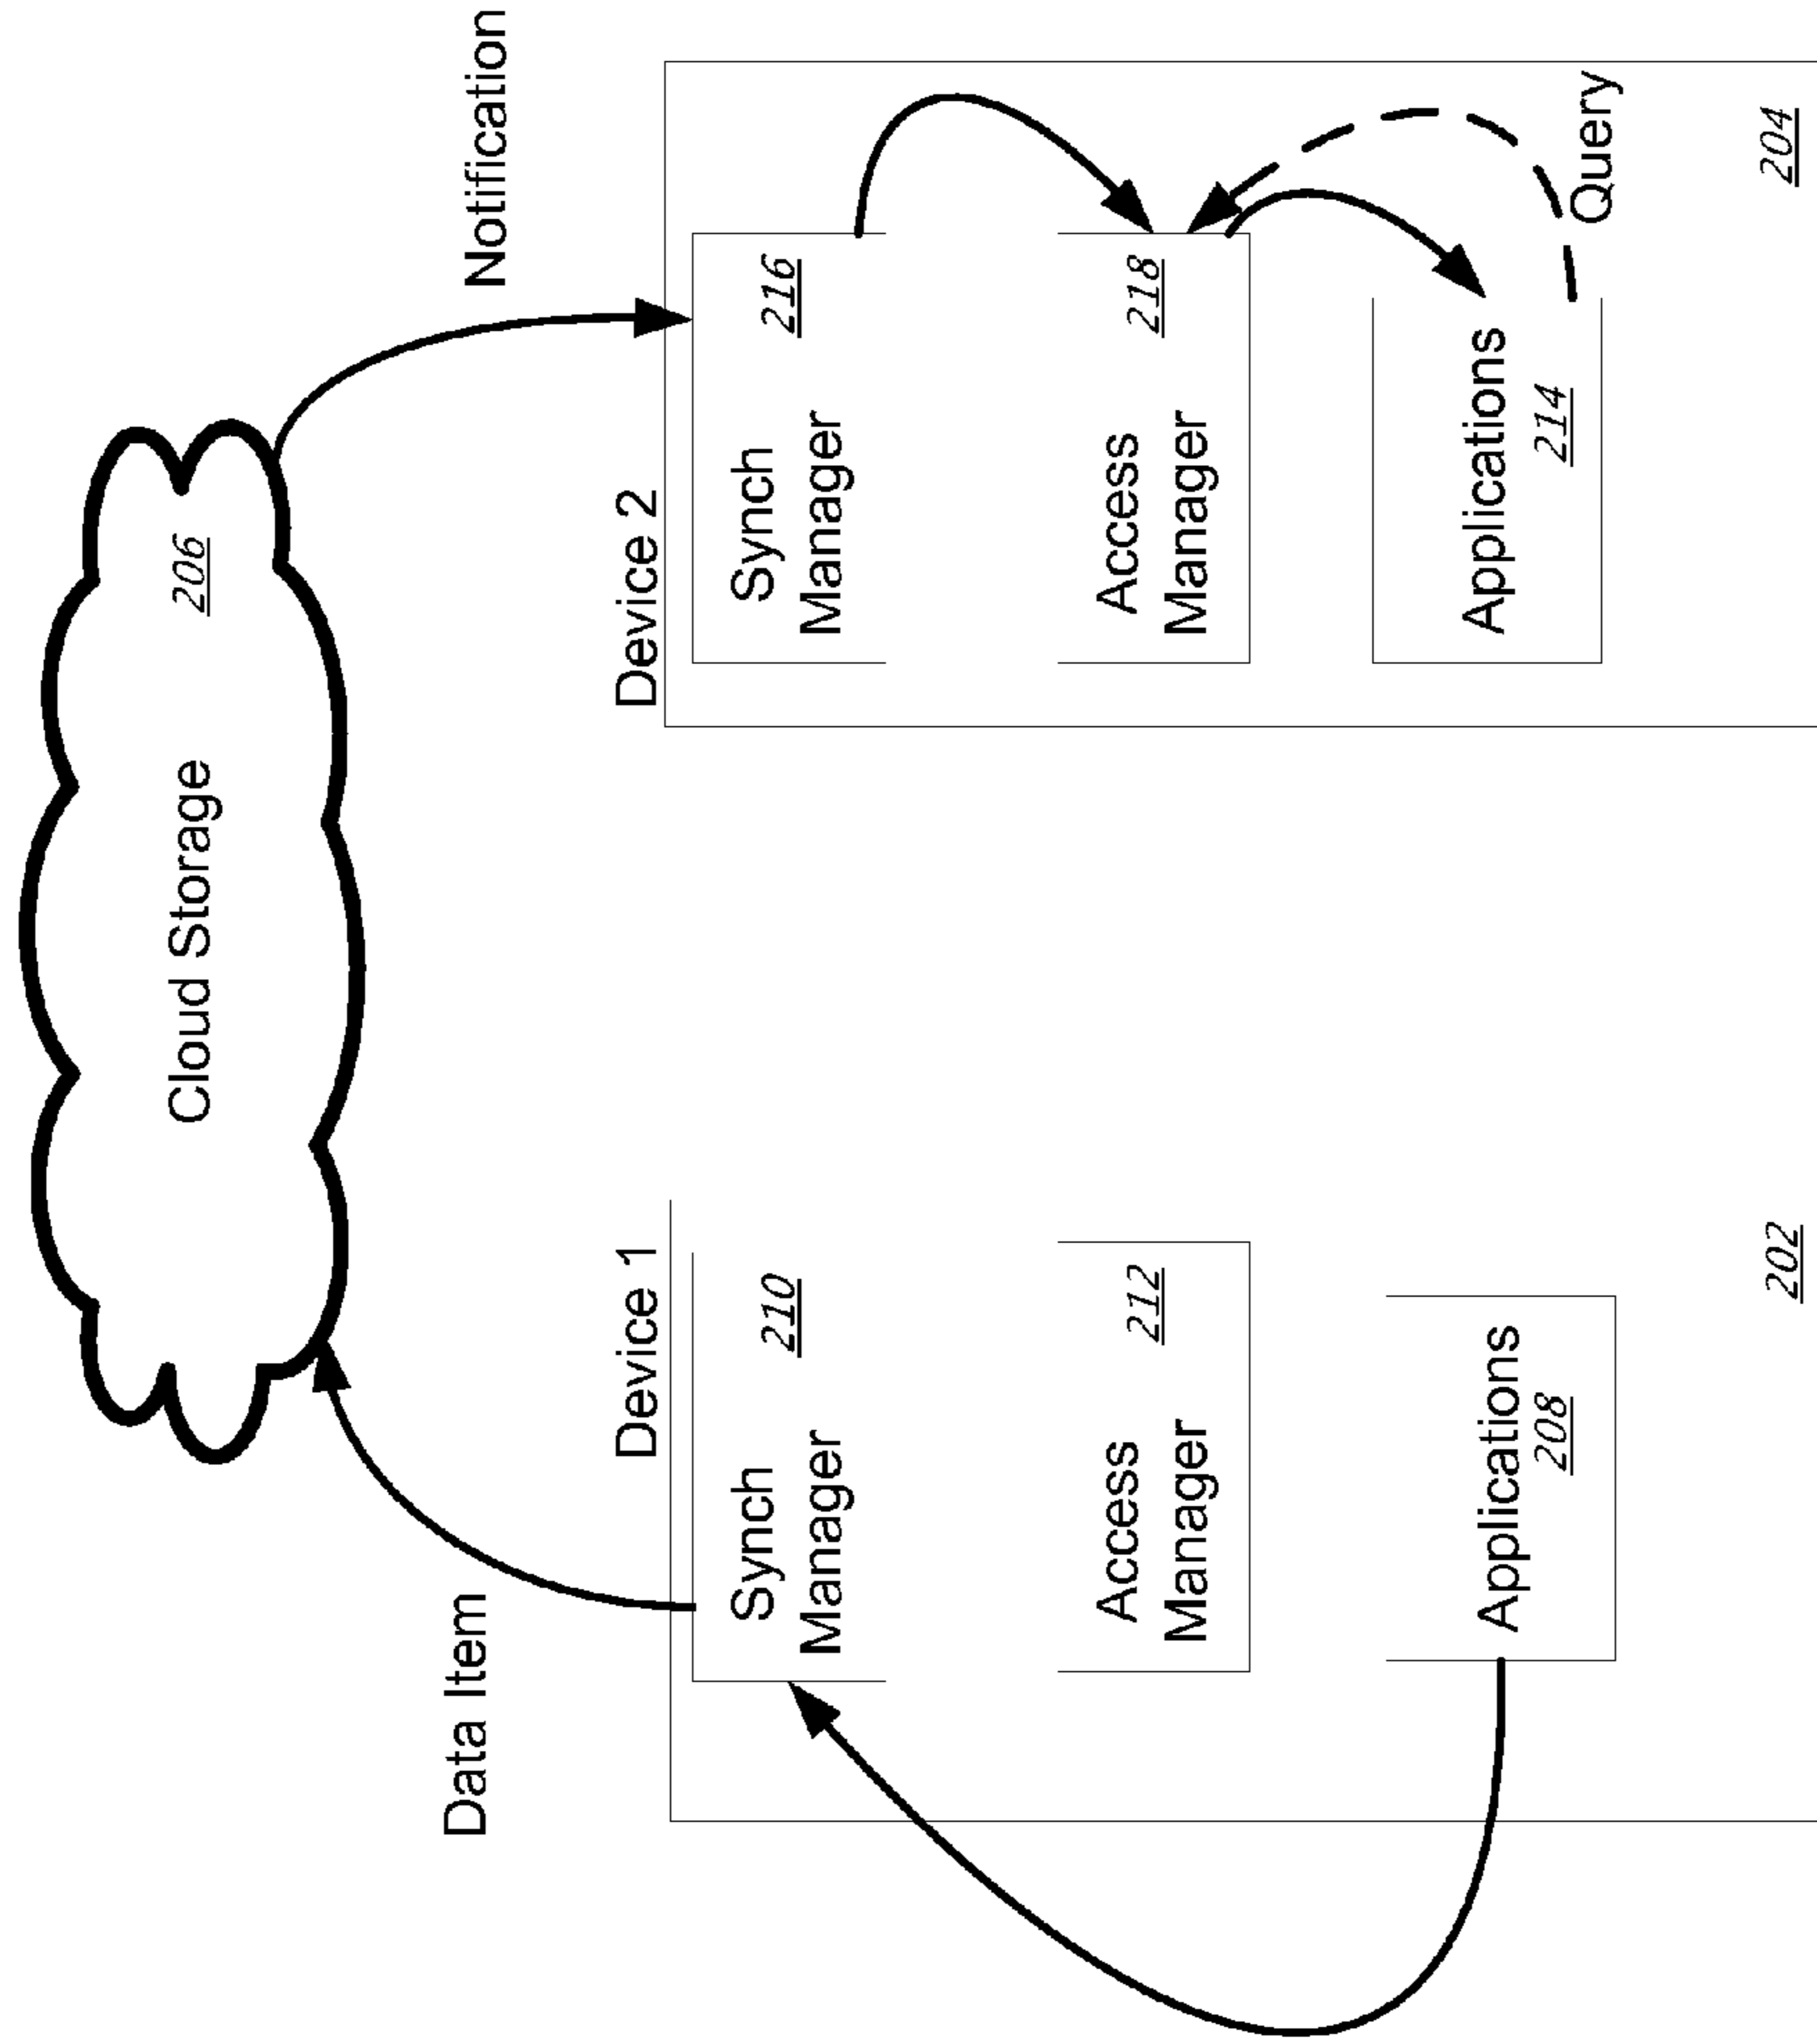 Cloud Storage
206
Data Item
Notification
Device 1
Synch
Manager
210
Access
Manager
212
Applications
208
202
Device 2
Synch
Manager
216
Access
Manager
218
Applications
214
Query
204